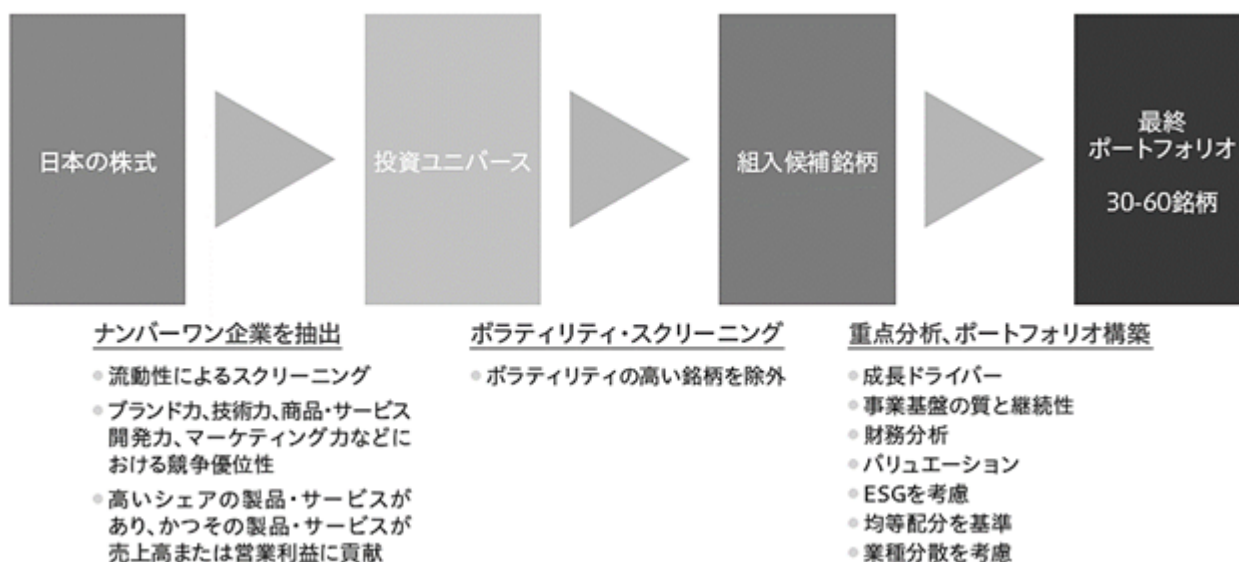 日本の株式
投資ユニバース
組入候補銘柄
最終
ポートフォリオ
30-60銘柄
ナンバーワン企業を抽出
●流動性によるスクリーニング
●ブランド力、技術力、商品・サービス
開発力、マーケティング力などに
おける競争優位性
●高いシェアの製品・サービスが
あり、かつその製品・サービスが
売上高または営業利益に貢献
ボラティリティ・スクリーニング
●ボラティリティの高い銘柄を除外
重点分析、ポートフォリオ構築
●成長ドライバー
●事業基盤の質と継続性
●財務分析
●バリュエーション
●ESGを考慮
●均等配分を基準
●業種分散を考慮